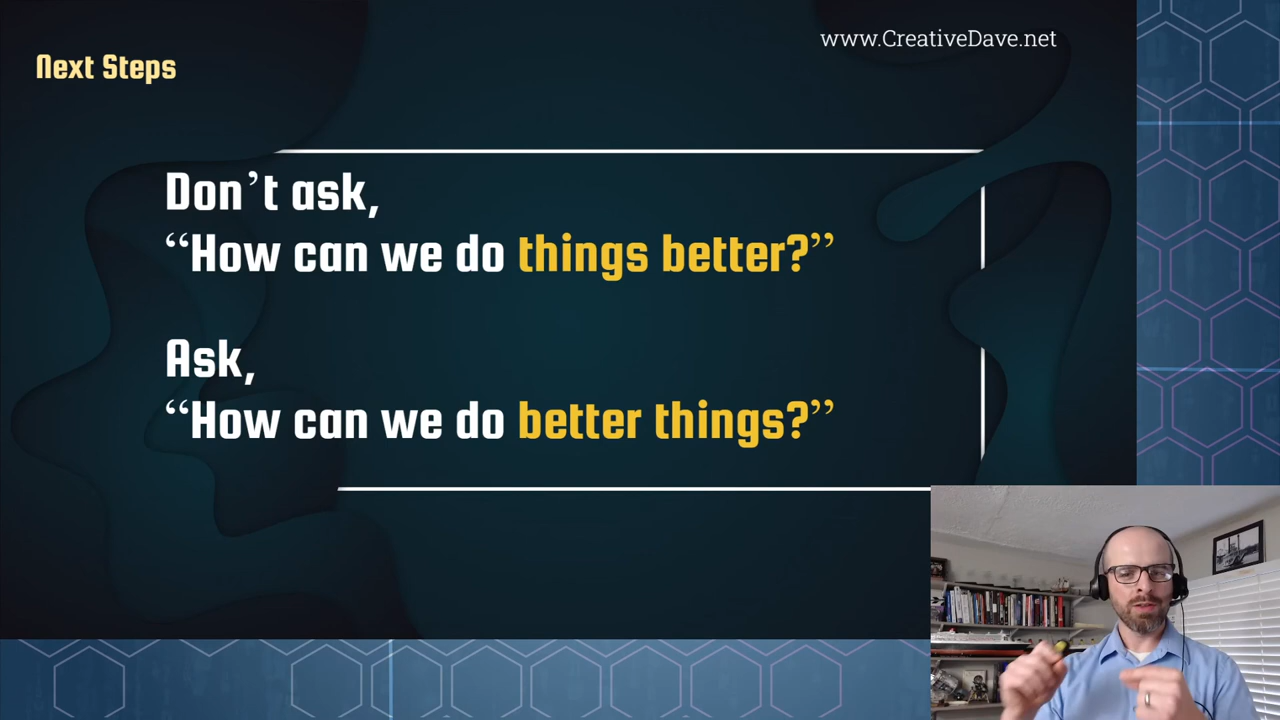 www.CreativeDave.net
Next Steps
Don’t ask,
“How can we do things better?”
Ask,
“How can we do better things?”